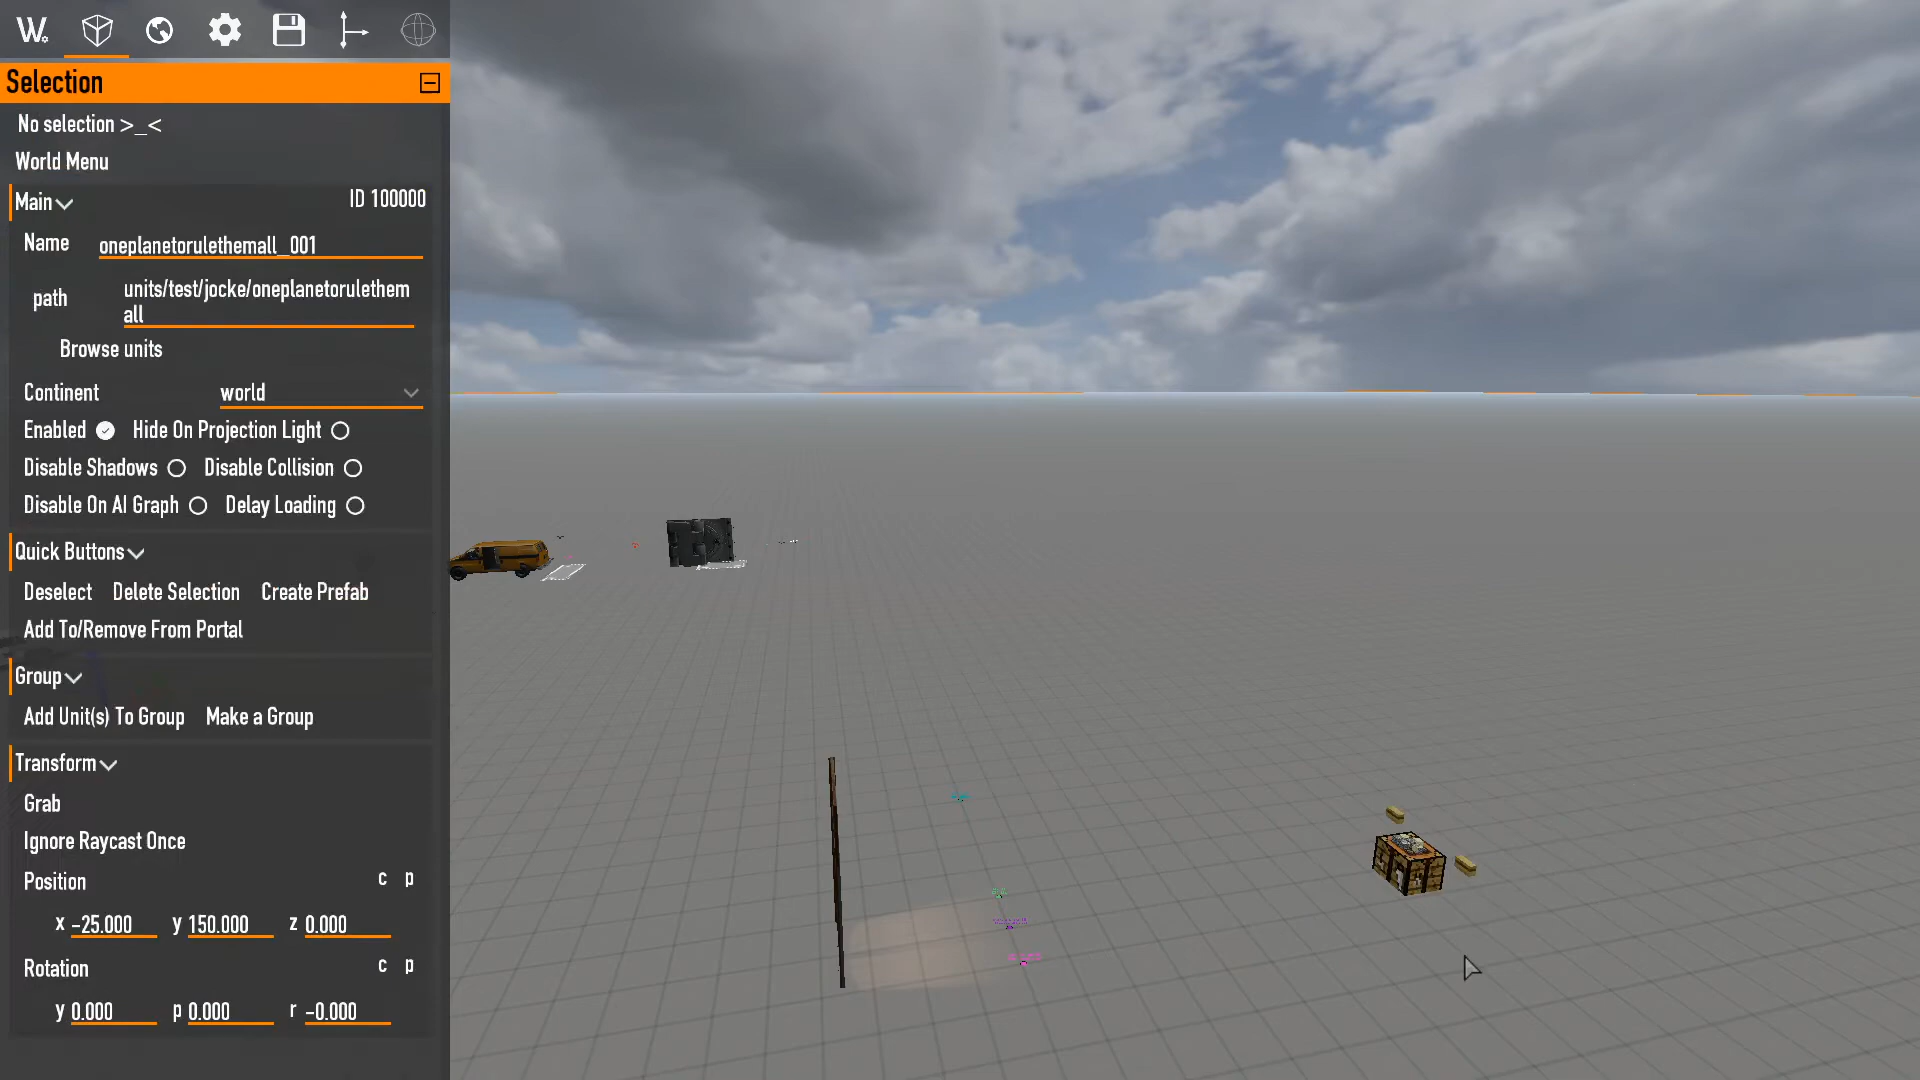 Selection
No selection >_<
World Menu
Main ID 100000
Name oneplanetorulethemall_001
path units/test/jocke/oneplanetorulethem
all
Browse units
Continent world
Enabled Hide On Projection Light
Disable Shadows Disable Collision
Disable On AI Graph Delay Loading
Quick Buttons
Deselect Delete Selection Create Prefab
Add To/Remove From Portal
Group
Add Unit(s) To Group Make a Group
Transform
Grab
Ignore Raycast Once
Position c p
x -25.000 y 150.000 z 0.000
Rotation c p
y 0.000 p 0.000 r -0.000